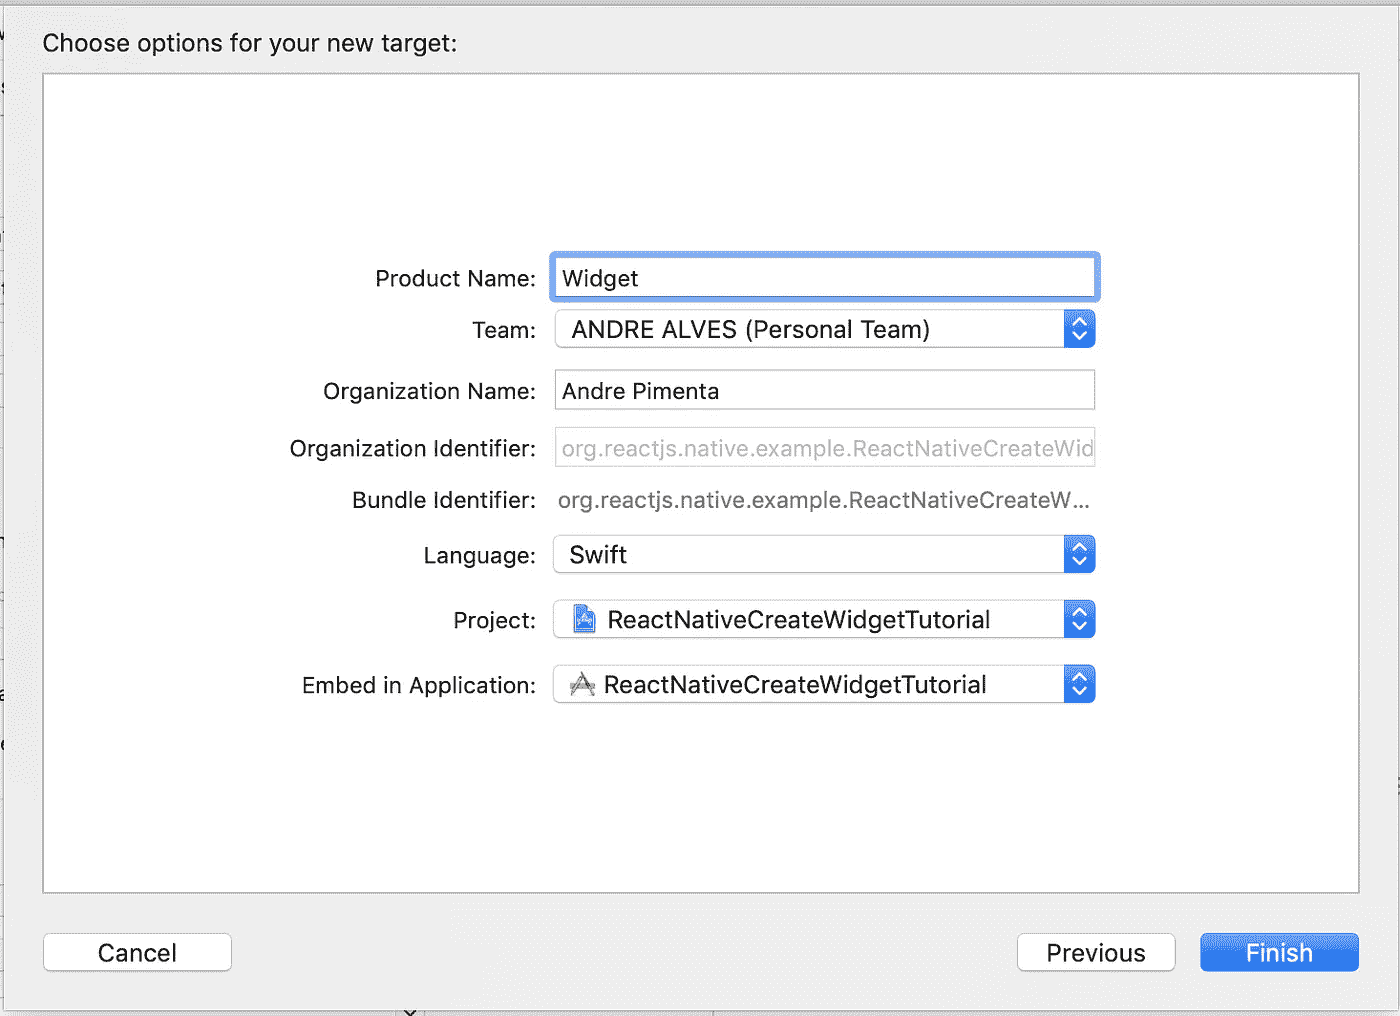 Choose options for your new target:
Product Name: Widget
Team: ANDRE ALVES (Personal Team)
Organization Name: Andre Pimenta
Organization Identifier: org.reactjs.native.example.ReactNativeCreateWid
Bundle Identifier: org.reactjs.native.example.ReactNativeCreateW...
Language: Swift
Project: ReactNativeCreateWidgetTutorial
Embed in Application: ReactNativeCreateWidgetTutorial
Cancel Previous Finish